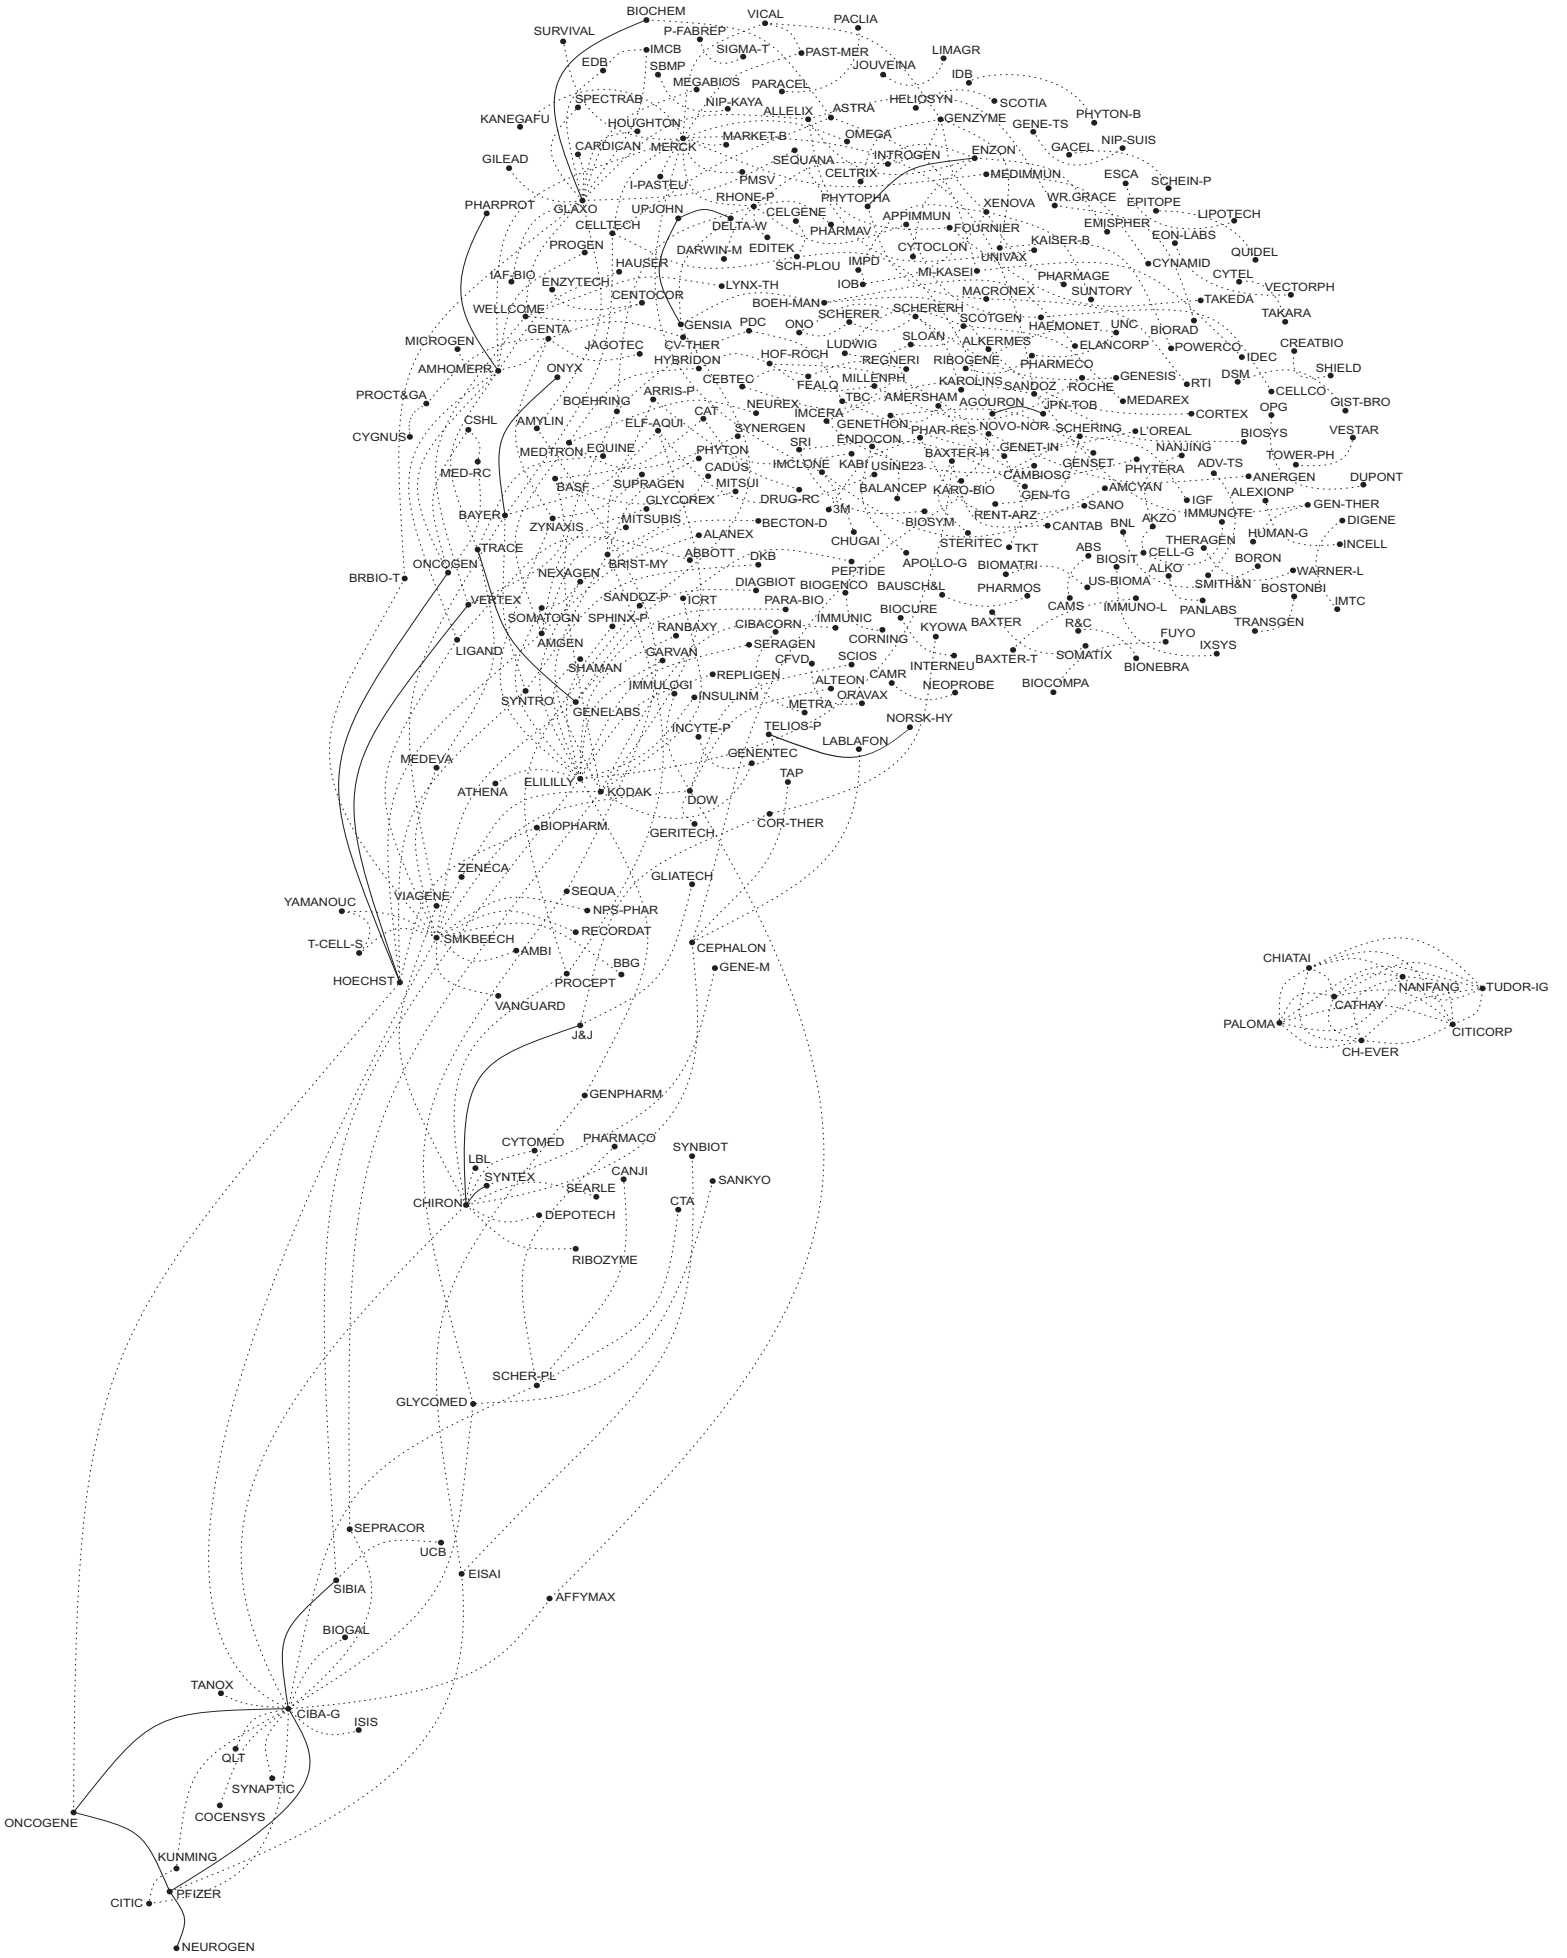 BIOCHEM
VICAL
PACLIA
SURVIVAL
P-FABREP
IMCB
SIGMA-T
PAST-MER
LIMAGR
EDB
SBMP
JOUVEINA
IDB
MEGABIOS
PARACEL
SPECTRAB
NIP-KAYA
ALLELIX
ASTRA
HELIOSYN
SCOTIA
PHYTON-B
KANEGAFU
HOUGHTON
MERCK
MARKET-B
OMEGA
GENZYME
GENE-TS
GACEL
NIP-SUIS
CARDICAN
SEQUANA
INTROGEN
ENZON
GILEAD
I-PASTEU
PMSV
CELTRIX
MEDIMMUN
ESCA
SCHEIN-P
PHARPROT
GLAXO
UPJOHN
RHONE-P
PHYTOPHA
XENOVA
WR.GRACE
EPITOPE
LIPOTECH
CELLTECH
DELTA-W
CELGENE
PHARMAV
APPIMMUN
FOURNIER
EMISPHER
EON-LABS
PROGEN
DARWIN-M
EDITEK
SCH-PLOU
CYTOCLON
UNIVAX
KAISER-B
CYNAMID
QUIDEL
IAF-BIO
ENZYTECH
HAUSER
IMPD
MI-KASEI
PHARMAGE
CYTEL
LYNX-TH
IOB
SUNTORY
VECTORPH
WELLCOME
CENTOCOR
BOEH-MAN
MACRONEX
TAKEDA
TAKARA
GENTA
GENSIA
PDC
ONO
SCHERER
SCHERERH
SCOTGEN
HAEMONET
UNC
BIORAD
MICROGEN
JAGOTEC
CV-THER
LUDWIG
SLOAN
ALKERMES
ELANCORP
POWERCO
IDEC
CREATBIO
AMHOMEPR
ONYX
HYBRIDON
HOF-ROCH
REGNERI
RIBOGENE
PHARMECO
DSM
SHIELD
PROCT&GA
BOEHRING
ARRIS-P
CEBTEC
FEALQ
MILLENPH
KAROLINS
SANDOZ
ROCHE
GENESIS
RTI
CELLCO
CYGNUS
CSHL
AMYLIN
ELF-AQUI
CAT
NEUREX
IMCERA
TBC
AMERSHAM
AGOURON
JPN-TOB
MEDAREX
CORTEX
OPG
GIST-BRO
MEDTRON
EQUINE
SYNERGEN
GENETHON
PHAR-RES
NOVO-NOR
SCHERING
L'OREAL
BIOSYS
VESTAR
MED-RC
PHYTON
SRI
ENDOCON
BAXTER-H
GENET-IN
GENSET
NANJING
TOWER-PH
BASF
SUPRAGEN
CADUS
IMCLONE
KABI
USINE23
CAMBIOSC
PHYTERA
ADV-TS
ANERGEN
DUPONT
BAYER
GLYCOREX
MITSUI
DRUG-RC
BALANCEP
KARO-BIO
GEN-TG
AMCYAN
IGF
ALEXIONP
GEN-THER
ZYNAXIS
MITSUBIS
BECTON-D
3M
BIOSYM
RENT-ARZ
SANO
IMMUNOTE
DIGENE
TRACE
ALANEX
CHUGAI
STERITEC
CANTAB
BNL
AKZO
HUMAN-G
INCELL
ONCOGEN
BRIST-MY
ABBOTT
DKB
PEPTIDE
APOLLO-G
TKT
ABS
BIOSIT
CELL-G
THERAGEN
BORON
BRBIO-T
NEXAGEN
DIAGBIOT
BIOGENCO
BIOMATRI
ALKO
SMITH&N
WARNER-L
VERTEX
SANDOZ-P
ICRT
PARA-BIO
BAUSCH&L
PHARMOS
US-BIOMA
BOSTONBI
SOMATOGN
SPHINX-P
CIBACORN
IMMUNIC
BIOCURE
BAXTER
CAMS
IMMUNO-L
PANLABS
IMTC
LIGAND
AMGEN
RANBAXY
SERAGEN
CORNING
KYOWA
R&C
FUYO
TRANSGEN
SHAMAN
GARVAN
CFVD
SCIOS
INTERNEU
BAXTER-T
SOMATIX
BIONEBRA
IXSYS
SYNTRO
IMMULOGI
REPLIGEN
ALTEON
CAMR
NEOPROBE
BIOCOMPA
GENELABS
INSULINM
METRA
ORAVAX
INCYTE-P
TELIOS-P
NORSK-HY
MEDEVA
GENENTEC
LABLAFON
ATHENA
ELILILLY
KODAK
DOW
TAP
BIOPHARM
GERITECH
COR-THER
ZENECA
VIAGENE
SEQUA
GLIATECH
YAMANOUC
NPS-PHAR
T-CELL-S
SMKBEECH
RECORDAT
AMBI
CEPHALON
HOECHST
BBG
GENE-M
PROCEPT
CHIATAI
NANFANG
TUDOR-IG
VANGUARD
CATHAY
PALOMA
CITICORP
J&J
CH-EVER
GENPHARM
CYTOMED
PHARMACO
SYNBIOT
LBL
SYNTEX
CANJI
SANKYO
CHIRON
SEARLE
CTA
DEPOTECH
RIBOZYME
SCHER-PL
GLYCOMED
SEPRACOR
UCB
EISAI
SIBIA
AFFYMAX
BIOGAL
TANOX
CIBA-G
ISIS
QLT
SYNAPTIC
COCENSYS
ONCOGENE
KUNMING
PFIZER
CITIC
NEUROGEN